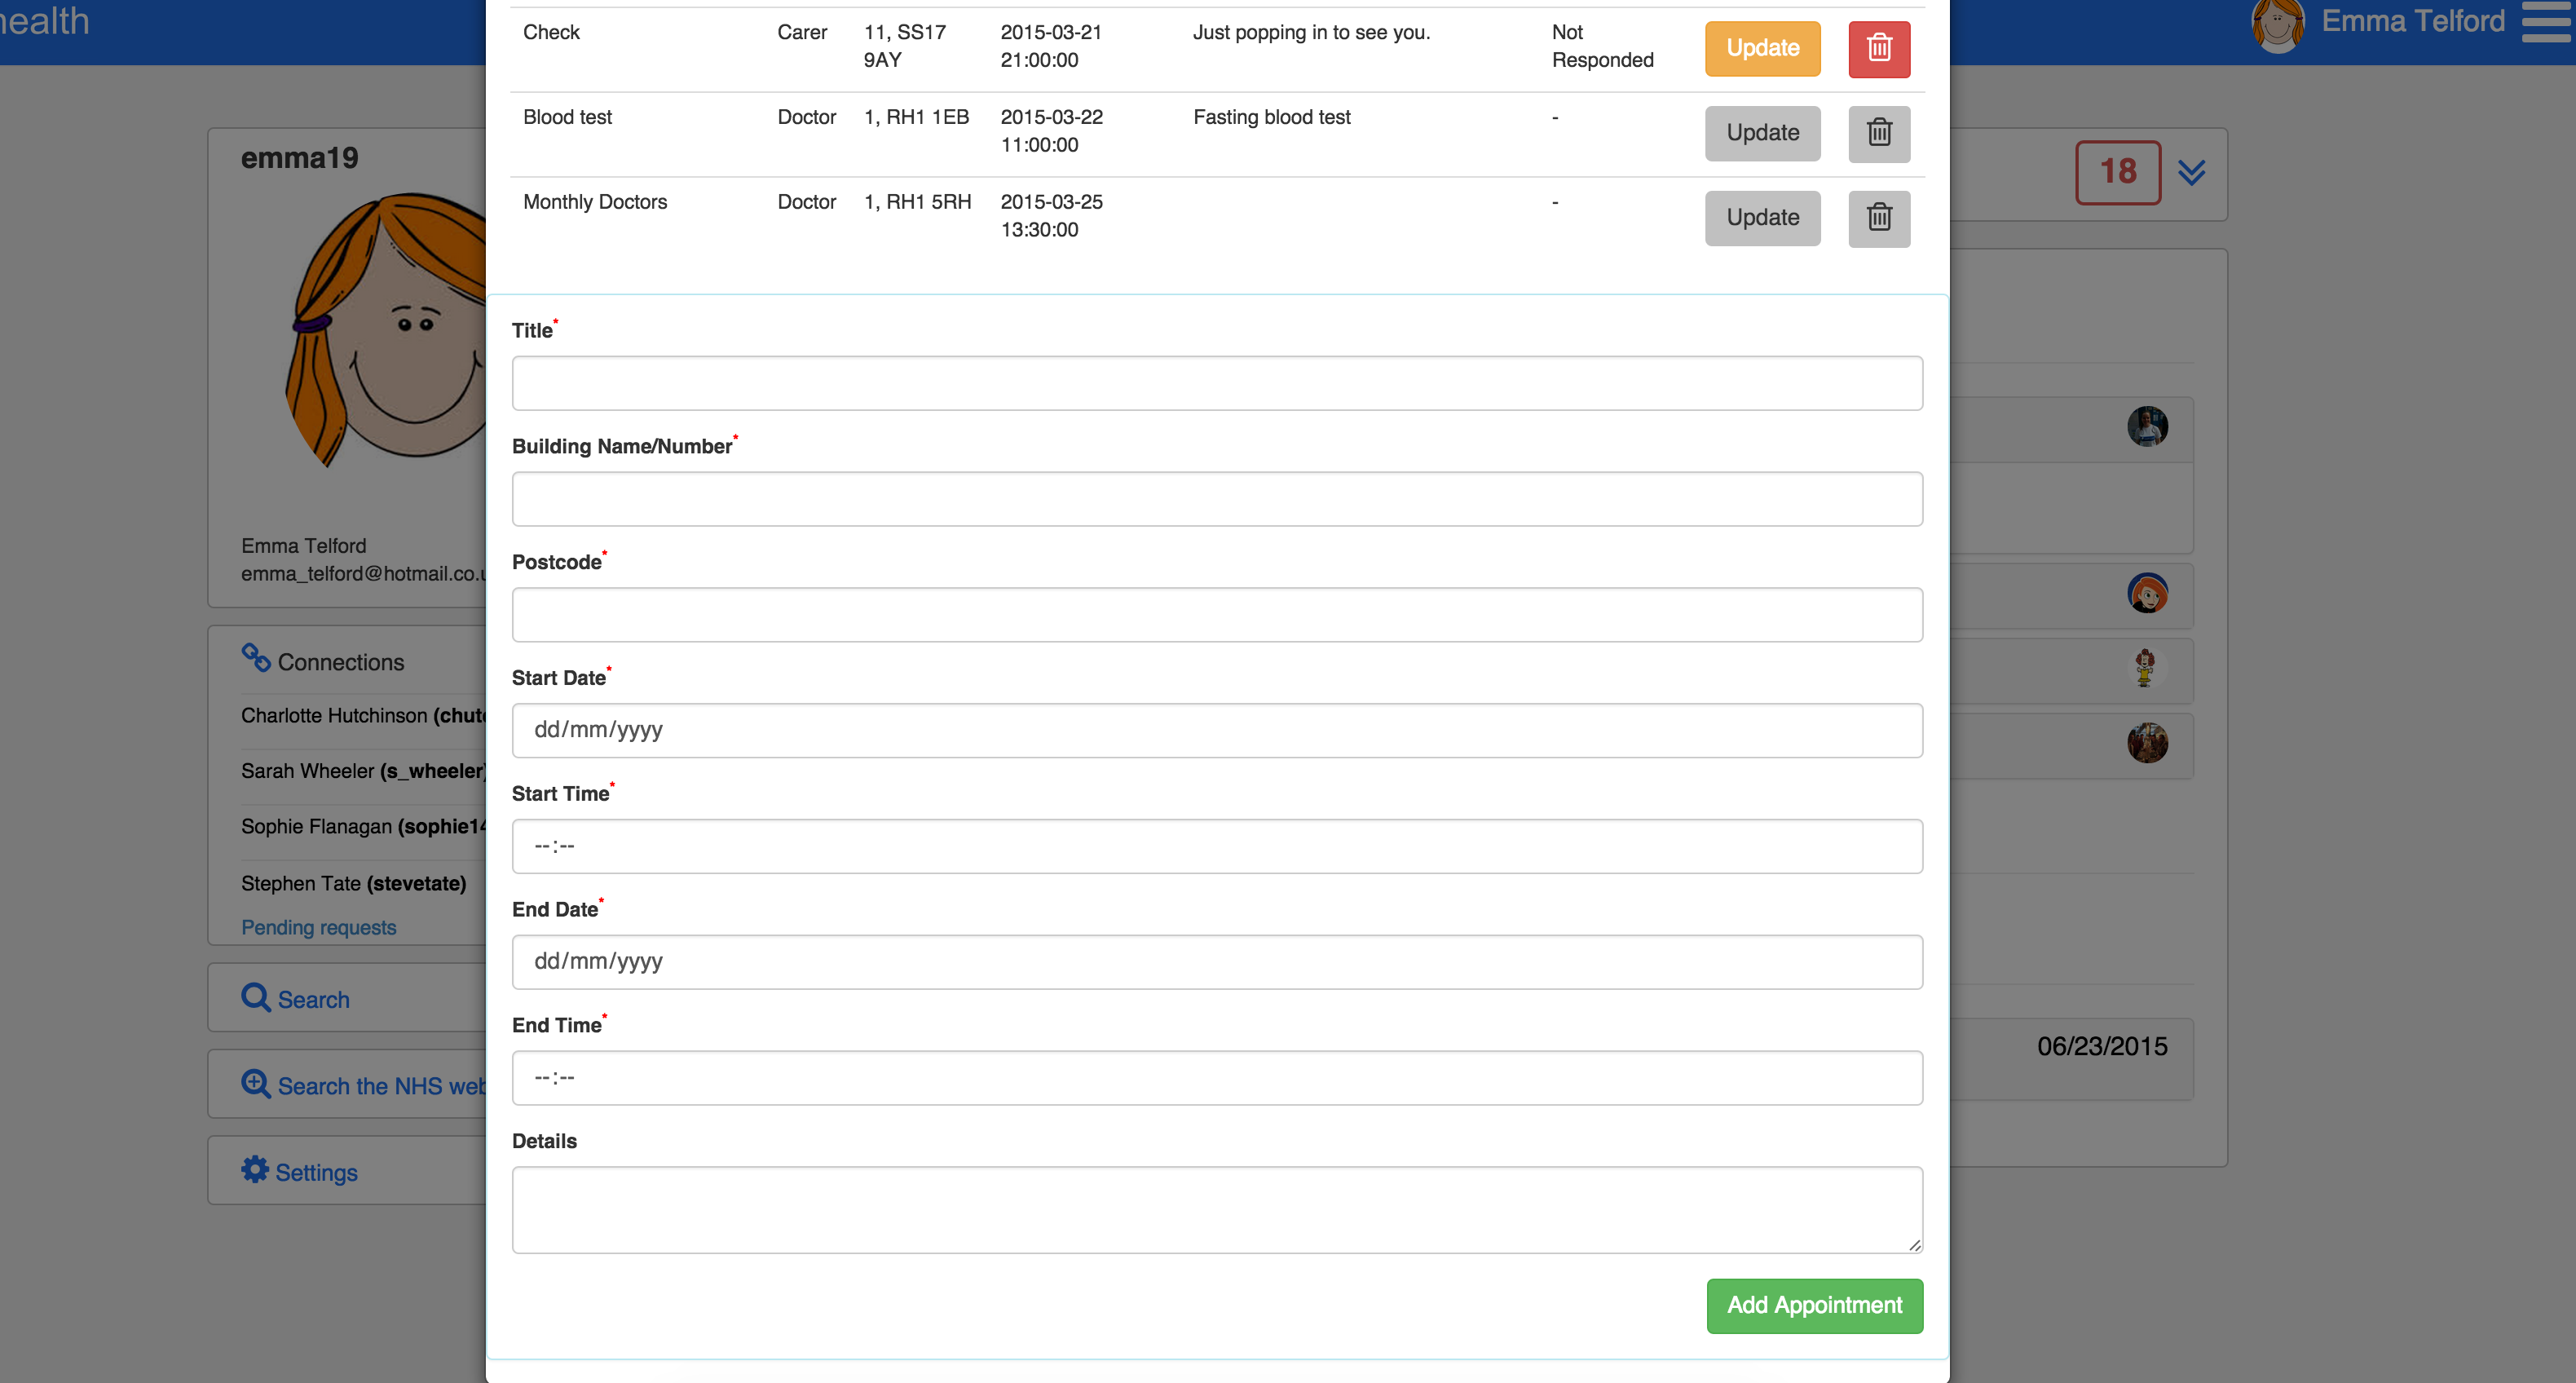 health
Emma Telford
Check Carer 11, SS17 9AY 2015-03-21 21:00:00 Just popping in to see you. Not Responded Update
Blood test Doctor 1, RH1 1EB 2015-03-22 11:00:00 Fasting blood test - Update
Monthly Doctors Doctor 1, RH1 5RH 2015-03-25 13:30:00 - Update
emma19
Emma Telford
emma_telford@hotmail.co.u
Connections
Charlotte Hutchinson (chut
Sarah Wheeler (s_wheeler)
Sophie Flanagan (sophie14
Stephen Tate (stevetate)
Pending requests
Search
Search the NHS web
Settings
Title*
Building Name/Number*
Postcode*
Start Date*
dd/mm/yyyy
Start Time*
--:--
End Date*
dd/mm/yyyy
End Time*
--:--
Details
Add Appointment
18
06/23/2015